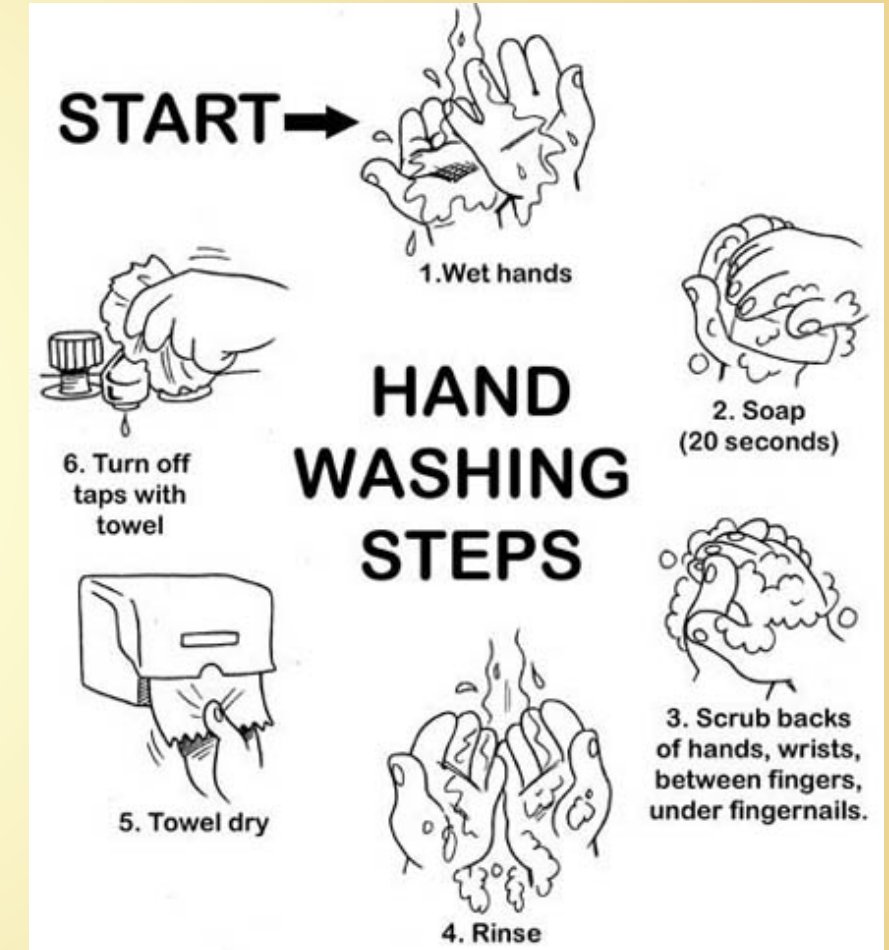 START
1.Wet hands
2. Soap
(20 seconds)
HAND
WASHING
STEPS
3. Scrub backs
of hands, wrists,
between fingers,
under fingernails.
4. Rinse
5. Towel dry
6. Turn off
taps with
towel